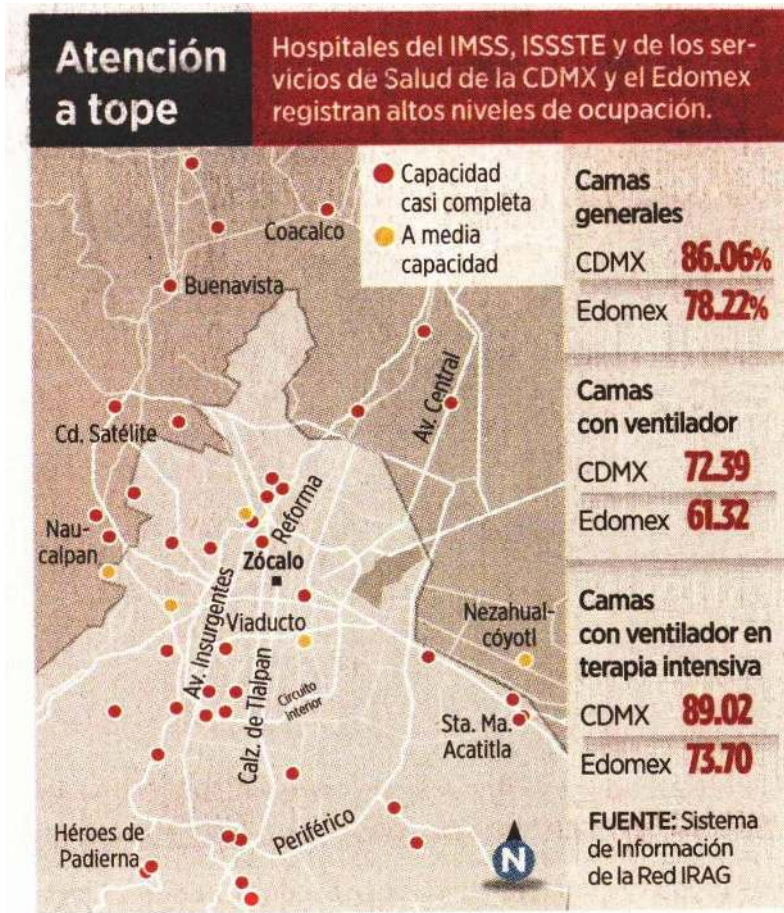 Atención
a tope
Hospitales del IMSS, ISSSTE y de los ser-
vicios de Salud de la CDMX y el Edomex
registran altos niveles de ocupación.
Capacidad
casi completa
A media
capacidad
Coacalco
Buenavista
Cd. Satélite
Av. Central
Reforma
Nau-
calpan
Zócalo
Av. Insurgentes
Viaducto
Nezahual-
cóyotl
Calz. de Tlalpan
Circuito
interior
Sta. Ma.
Acatitla
Periférico
Héroes de
Padierna
N
Camas
generales
CDMX 86.06%
Edomex 78.22%
Camas
con ventilador
CDMX 72.39
Edomex 61.32
Camas
con ventilador en
terapia intensiva
CDMX 89.02
Edomex 73.70
FUENTE: Sistema
de Información
de la Red IRAG